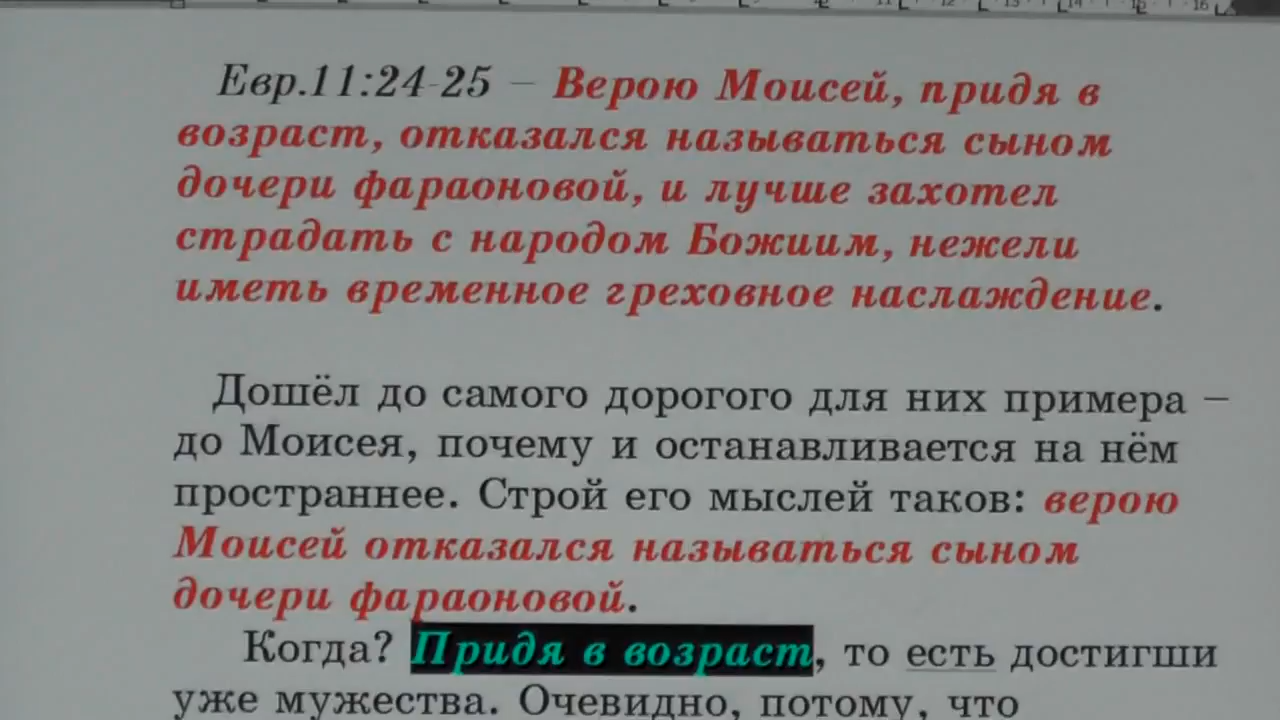 Евр.11:24-25 – Верою Моисей, придя в
возраст, отказался называться сыном
дочери фараоновой, и лучше захотел
страдать с народом Божиим, нежели
иметь временное греховное наслаждение.
Дошёл до самого дорогого для них примера –
до Моисея, почему и останавливается на нём
пространнее. Строй его мыслей таков: верою
Моисей отказался называться сыном
дочери фараоновой.
Когда? Придя в возраст, то есть достигши
уже мужества. Очевидно, потому, что